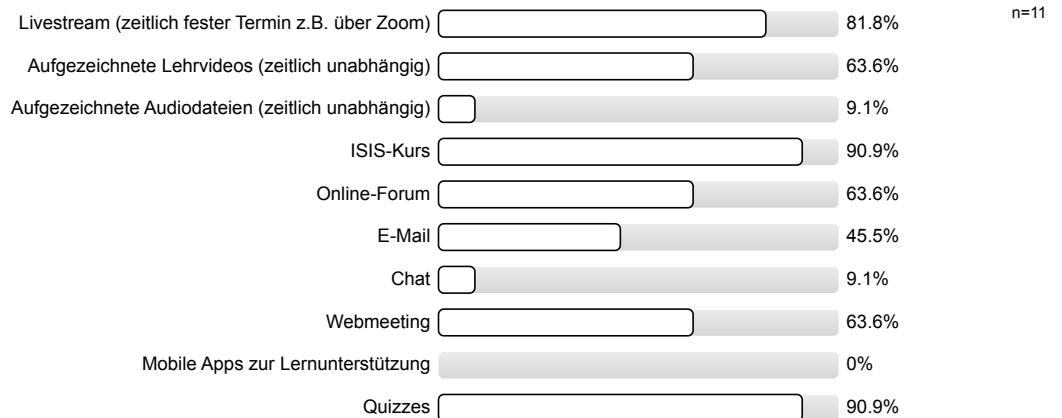 Livestream (zeitlich fester Termin z.B. über Zoom) 81.8% n=11
Aufgezeichnete Lehrvideos (zeitlich unabhängig) 63.6%
Aufgezeichnete Audiodateien (zeitlich unabhängig) 9.1%
ISIS-Kurs 90.9%
Online-Forum 63.6%
E-Mail 45.5%
Chat 9.1%
Webmeeting 63.6%
Mobile Apps zur Lernunterstützung 0%
Quizzes 90.9%